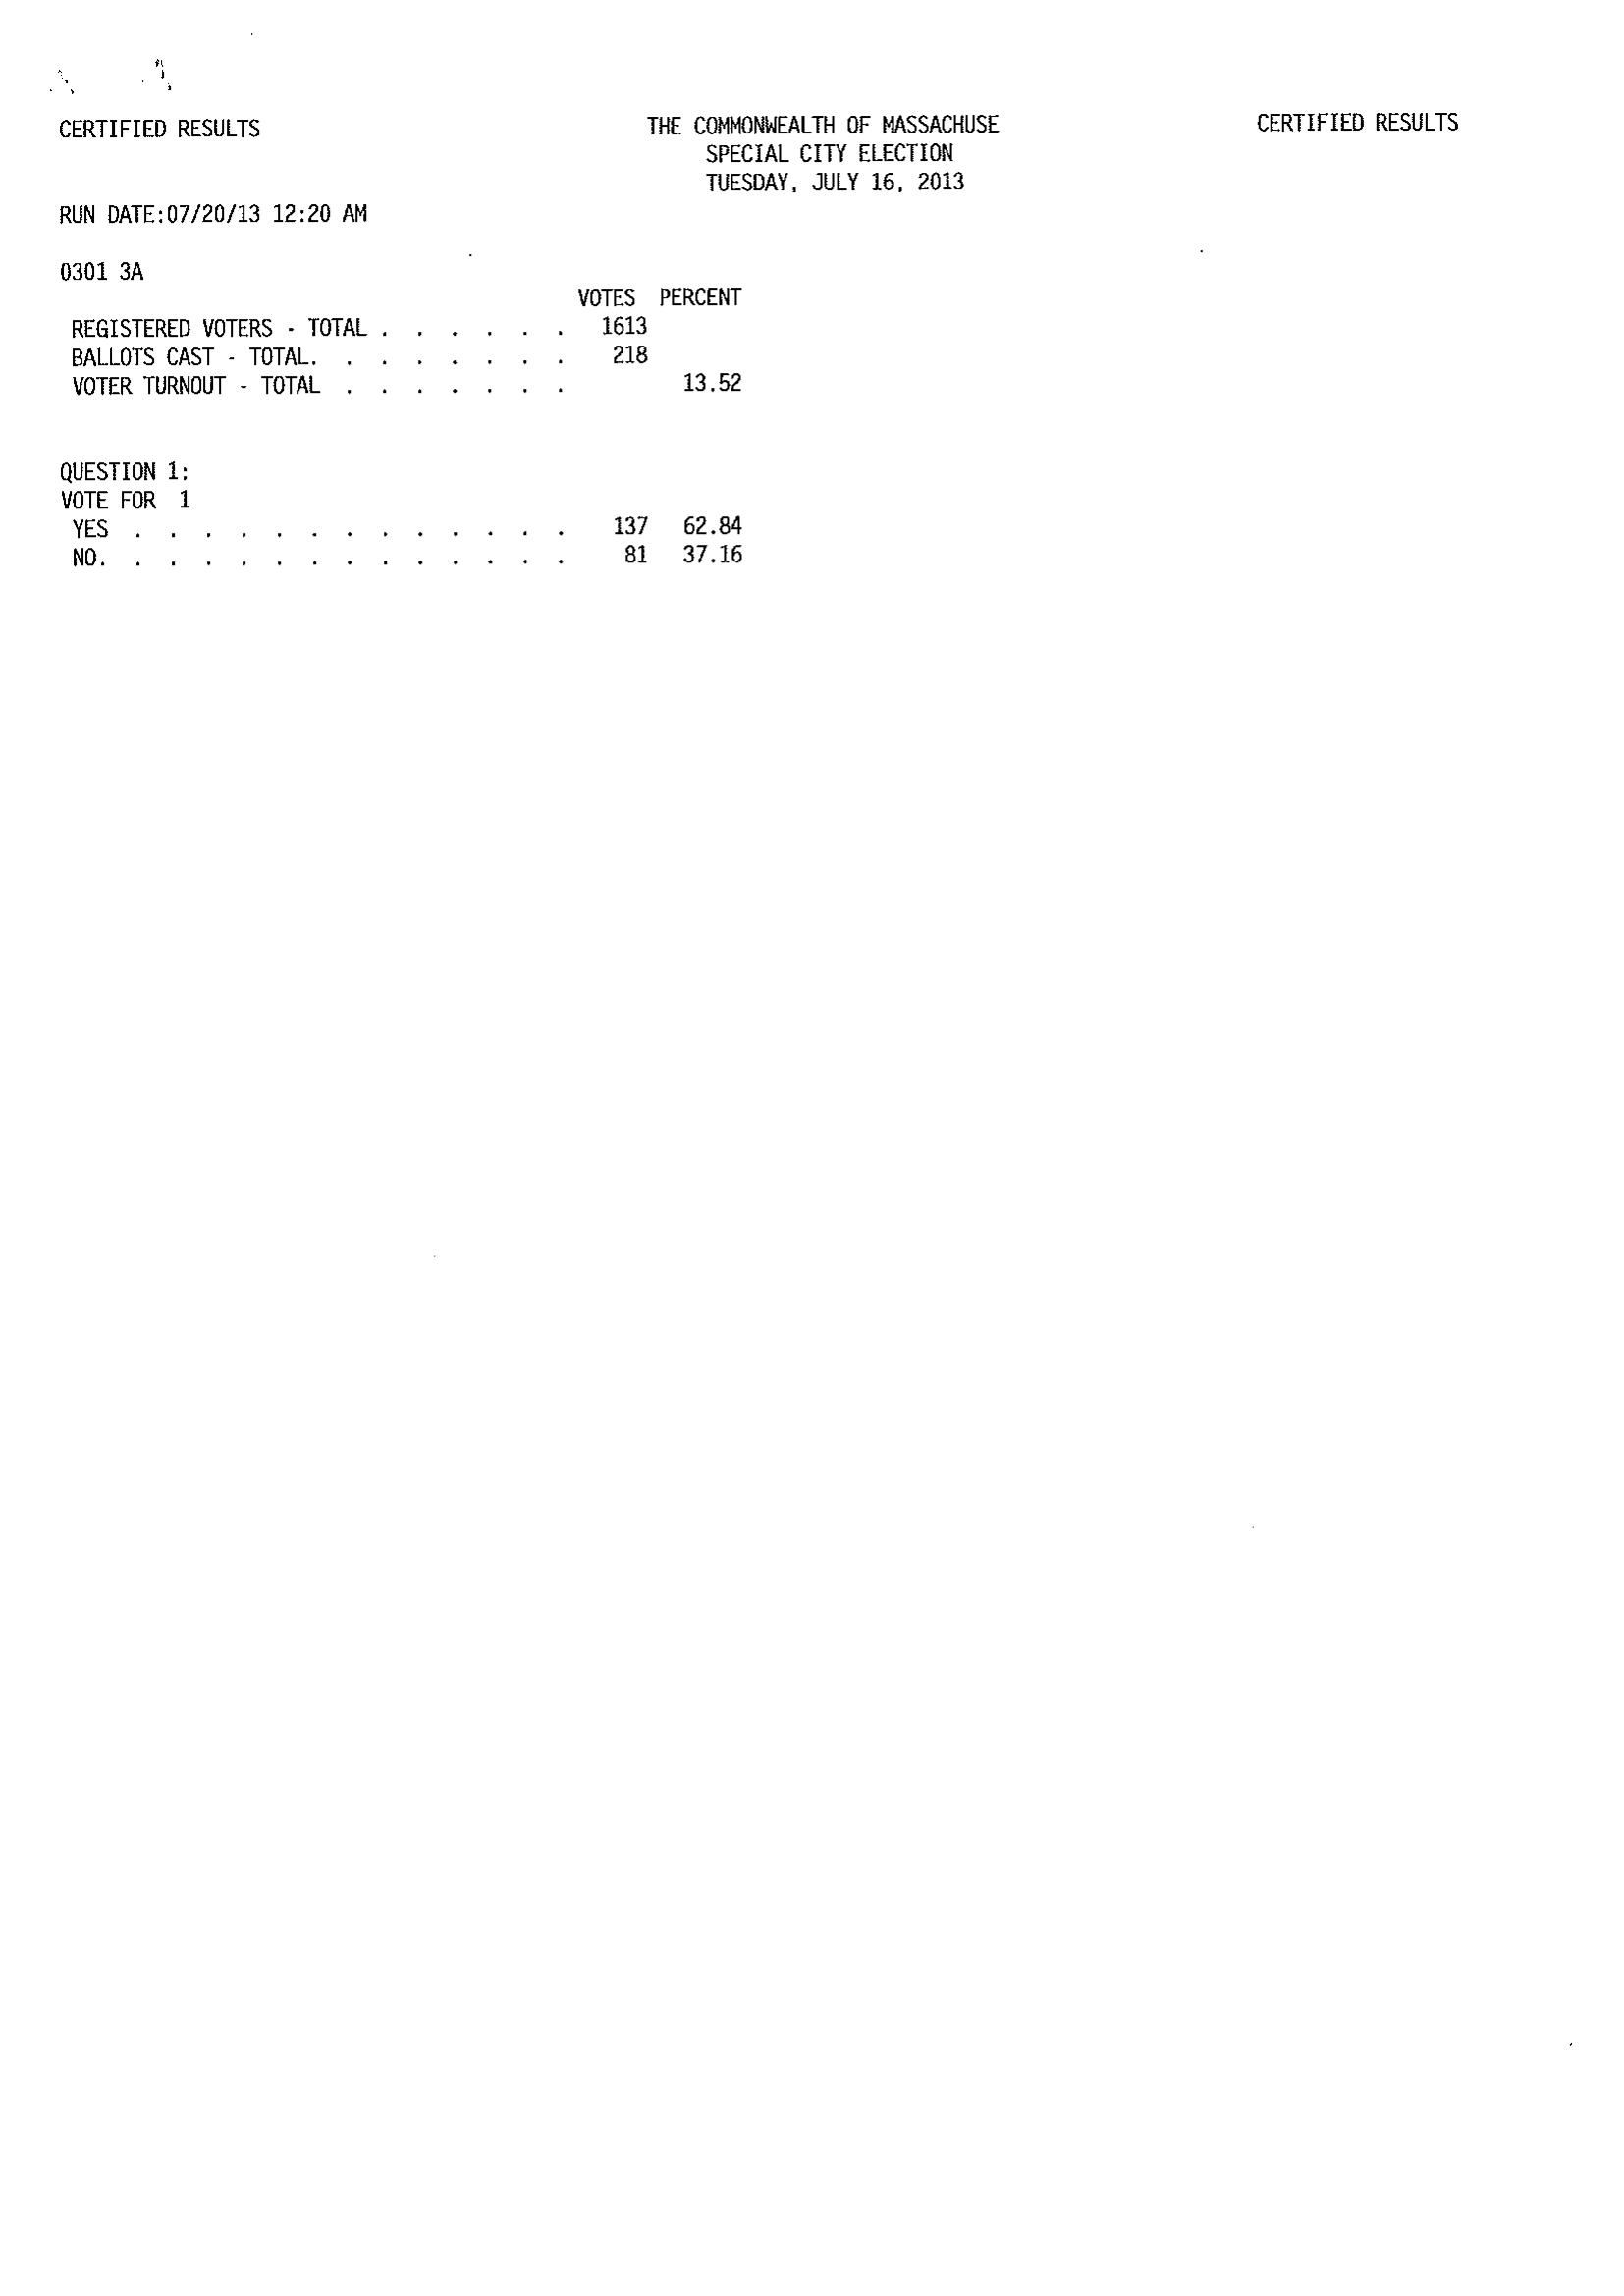 CERTIFIED RESULTS THE COMMONWEALTH OF MASSACHUSE CERTIFIED RESULTS
SPECIAL CITY ELECTION
TUESDAY, JULY 16, 2013
RUN DATE:07/20/13 12:20 AM
0301 3A
VOTES PERCENT
REGISTERED VOTERS - TOTAL . . . . . . 1613
BALLOTS CAST - TOTAL. . . . . . . . 218
VOTER TURNOUT - TOTAL . . . . . . . 13.52
QUESTION 1:
VOTE FOR 1
YES . . . . . . . . . . . . . 137 62.84
NO. . . . . . . . . . . . . . 81 37.16